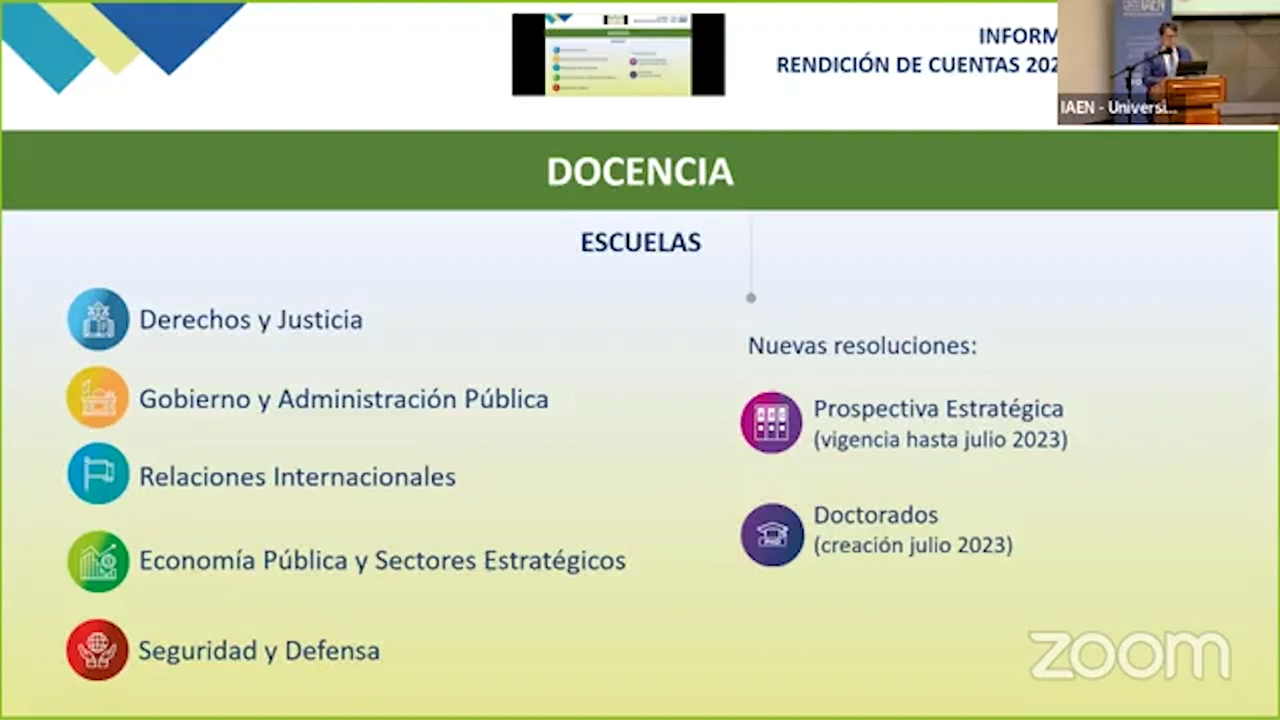 INFORM
RENDICIÓN DE CUENTAS 202
IAEN
IAEN - Universi...
DOCENCIA
ESCUELAS
Derechos y Justicia
Gobierno y Administración Pública
Relaciones Internacionales
Economía Pública y Sectores Estratégicos
Seguridad y Defensa
Nuevas resoluciones:
Prospectiva Estratégica
(vigencia hasta julio 2023)
Doctorados
(creación julio 2023)
zoom